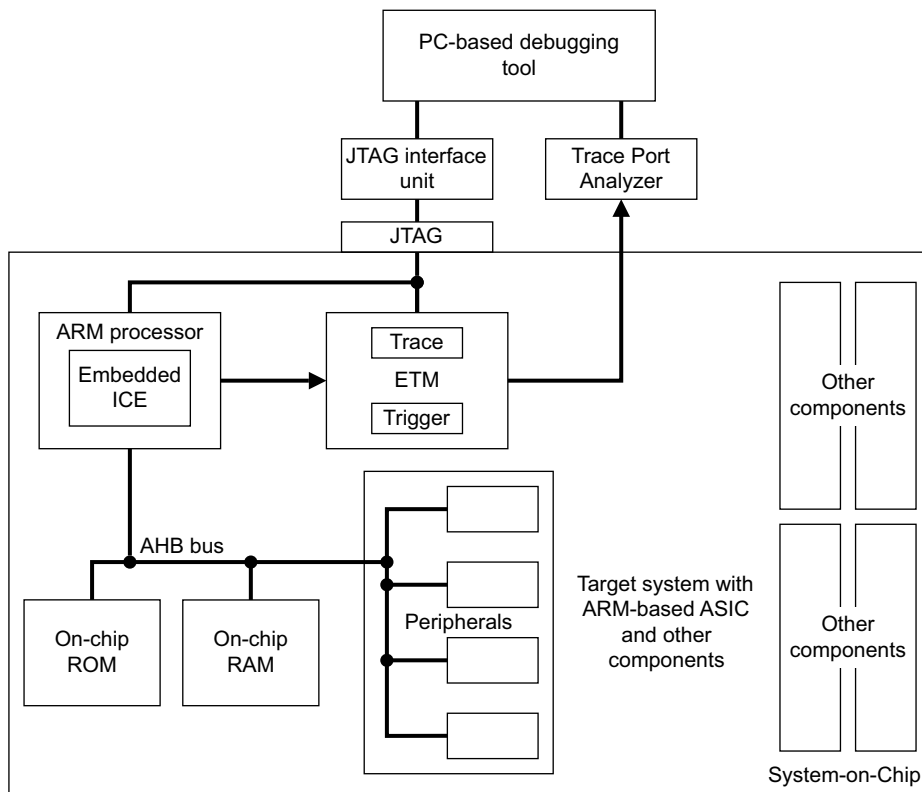 PC-based debugging
tool
JTAG interface
unit
Trace Port
Analyzer
JTAG
ARM processor
Embedded
ICE
Trace
ETM
Trigger
Other
components
AHB bus
On-chip
ROM
On-chip
RAM
Peripherals
Target system with
ARM-based ASIC
and other
components
Other
components
System-on-Chip